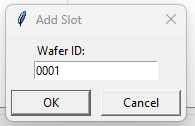 Add Slot
Wafer ID:
0001
OK
Cancel